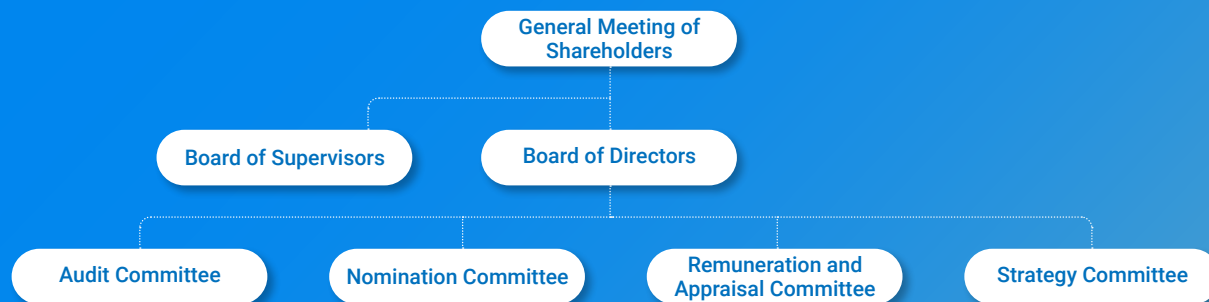 General Meeting of
Shareholders
Board of Supervisors
Board of Directors
Audit Committee
Nomination Committee
Remuneration and
Appraisal Committee
Strategy Committee